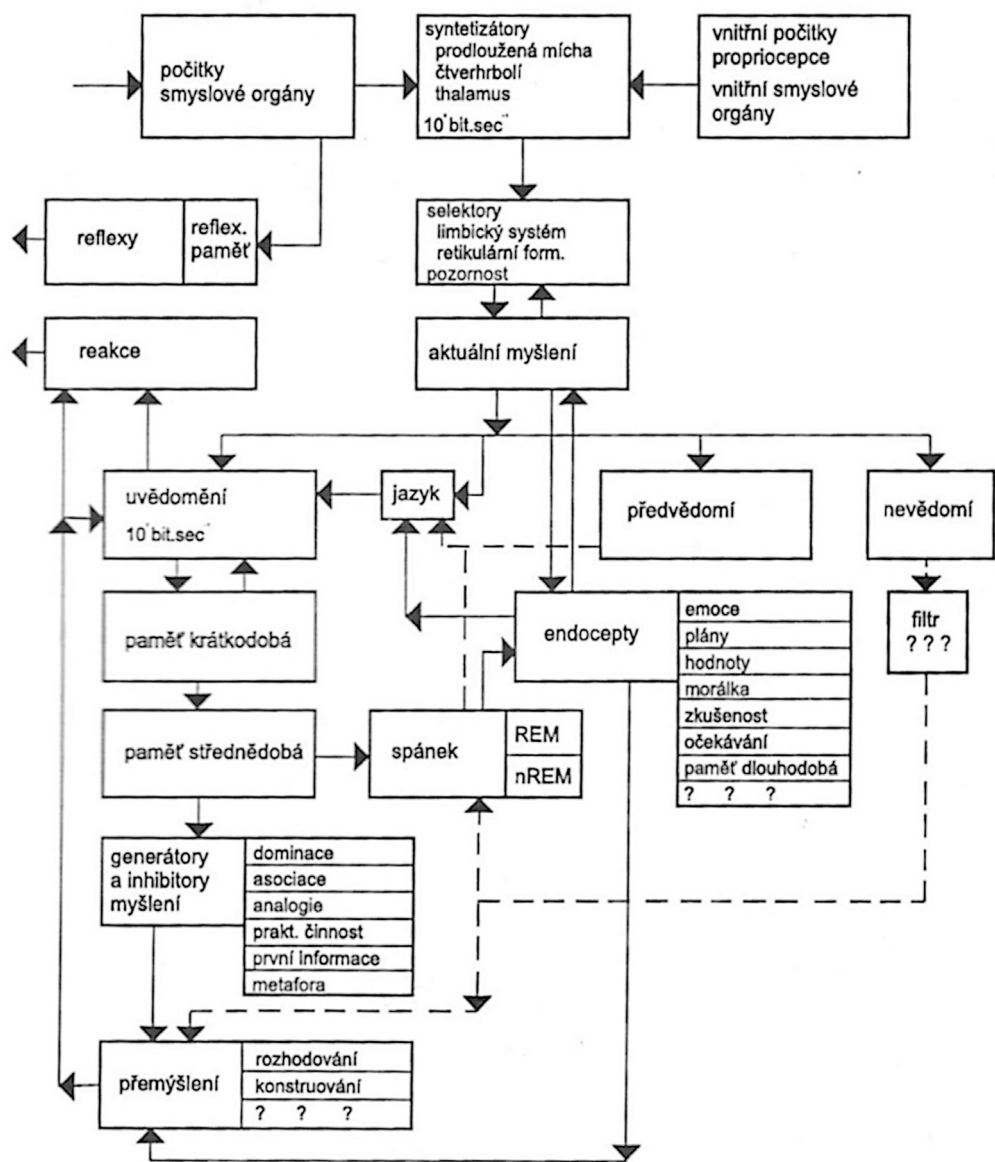 počitky
smyslové orgány
syntetizátory
prodloužená mícha
čtverhrbolí
thalamus
bit.sec
vnitřní počitky
propriocepce
vnitřní smyslové
orgány
reflexy
reflex.
paměť
selektory
limbický systém
retikulární form.
pozornost
reakce
aktuální myšlení
uvědomění
bit.sec
jazyk
předvědomí
nevědomí
paměť krátkodobá
endocepty
emoce
plány
hodnoty
morálka
zkušenost
očekávání
paměť dlouhodobá
? ? ?
filtr
? ? ?
paměť střednědobá
spánek
REM
nREM
generátory
a inhibitory
myšlení
dominace
asociace
analogie
prakt. činnost
první informace
metafora
přemýšlení
rozhodování
konstruování
? ? ?